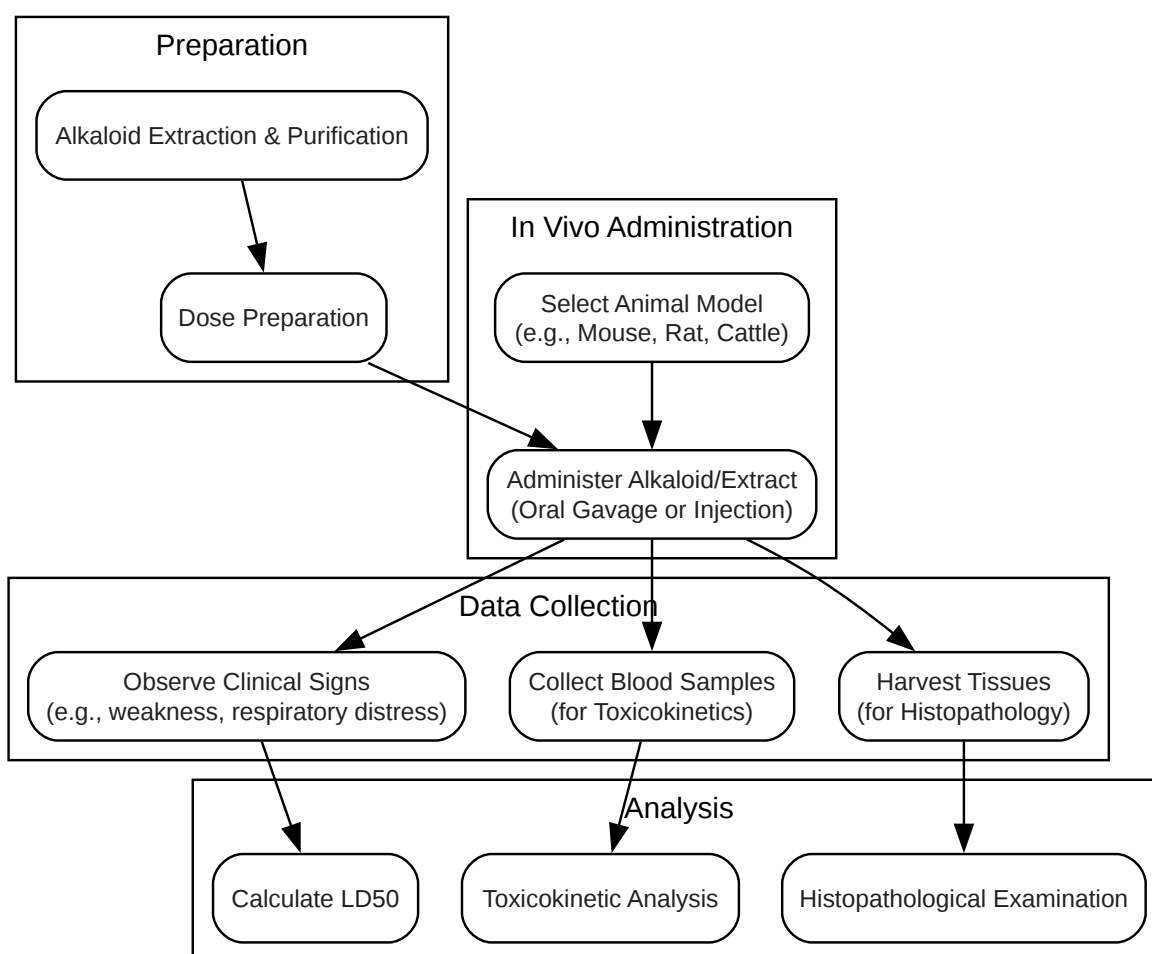 Preparation
Alkaloid Extraction & Purification
Dose Preparation
In Vivo Administration
Select Animal Model
(e.g., Mouse, Rat, Cattle)
Administer Alkaloid/Extract
(Oral Gavage or Injection)
Data Collection
Observe Clinical Signs
(e.g., weakness, respiratory distress)
Collect Blood Samples
(for Toxicokinetics)
Harvest Tissues
(for Histopathology)
Analysis
Calculate LD50
Toxicokinetic Analysis
Histopathological Examination